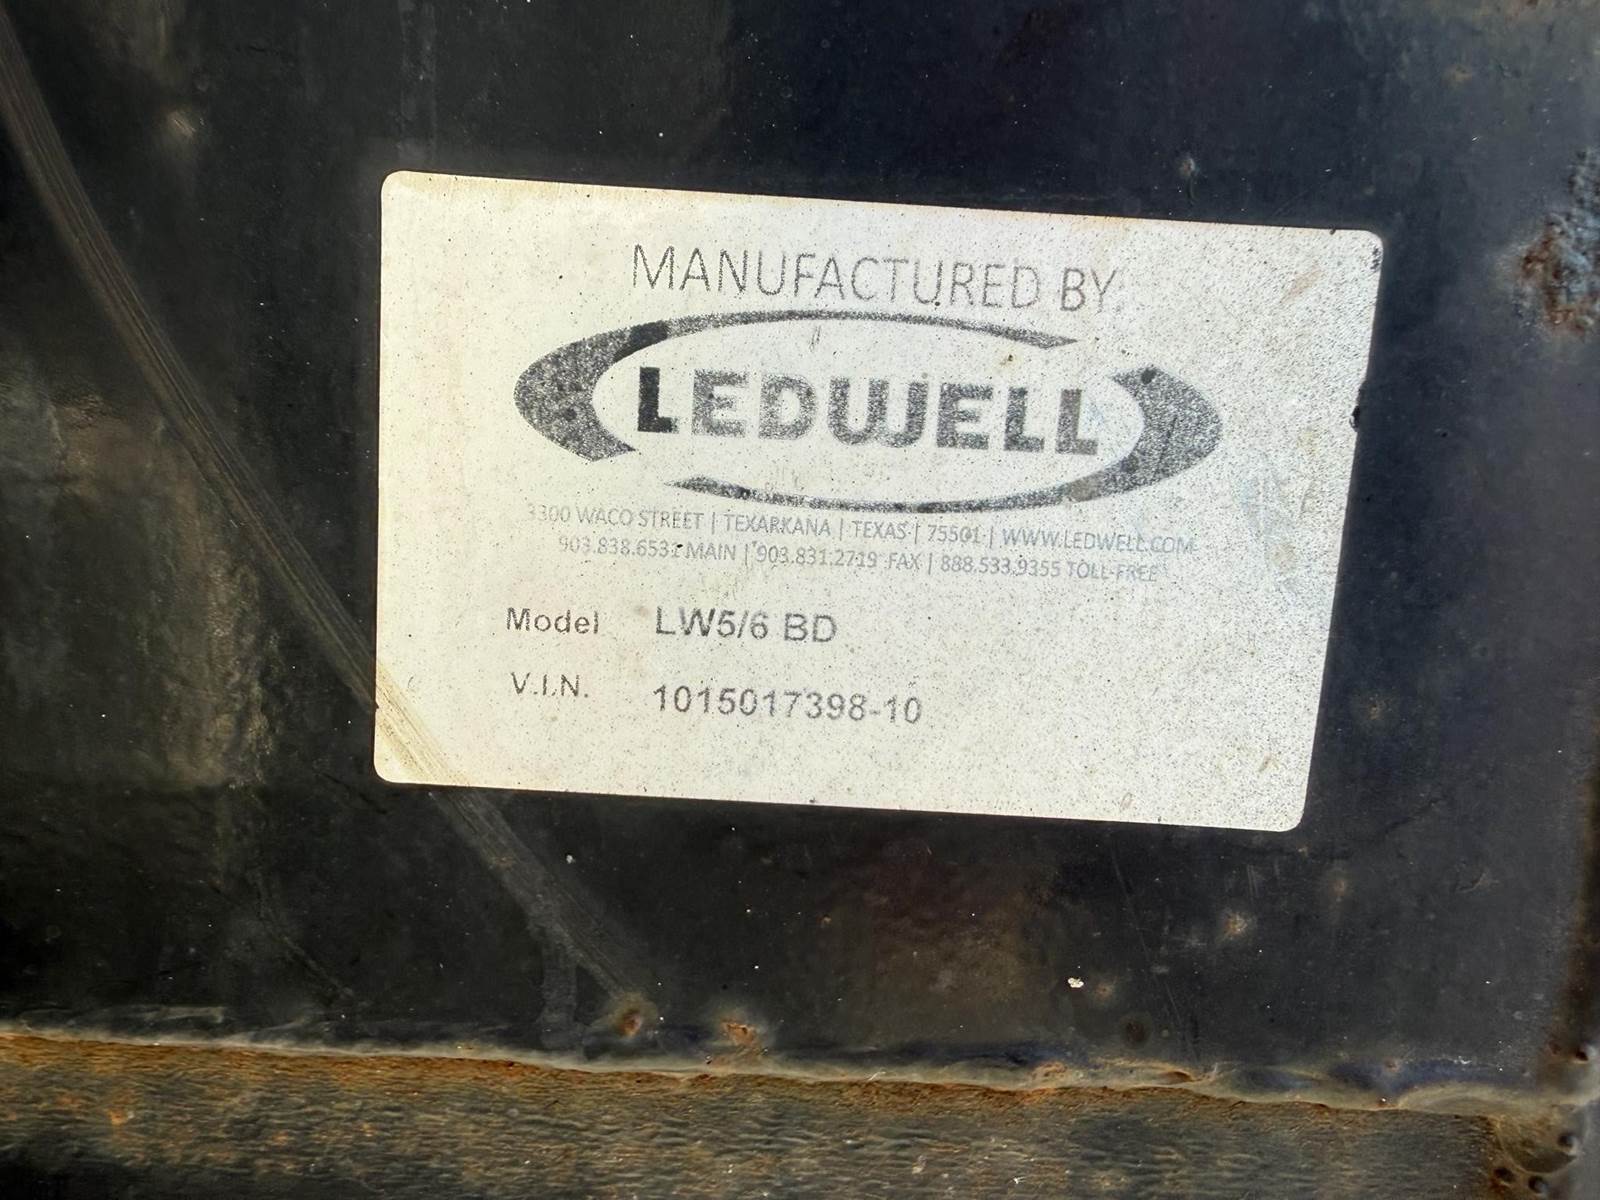 MANUFACTURED BY
LEDWELL
3300 WACO STREET | TEXARKANA | TEXAS | 75501 | WWW.LEDWELL.COM
903.838.6531 MAIN | 903.831.2719 FAX | 888.533.9355 TOLL-FREE
Model LW5/6 BD
V.I.N. 1015017398-10